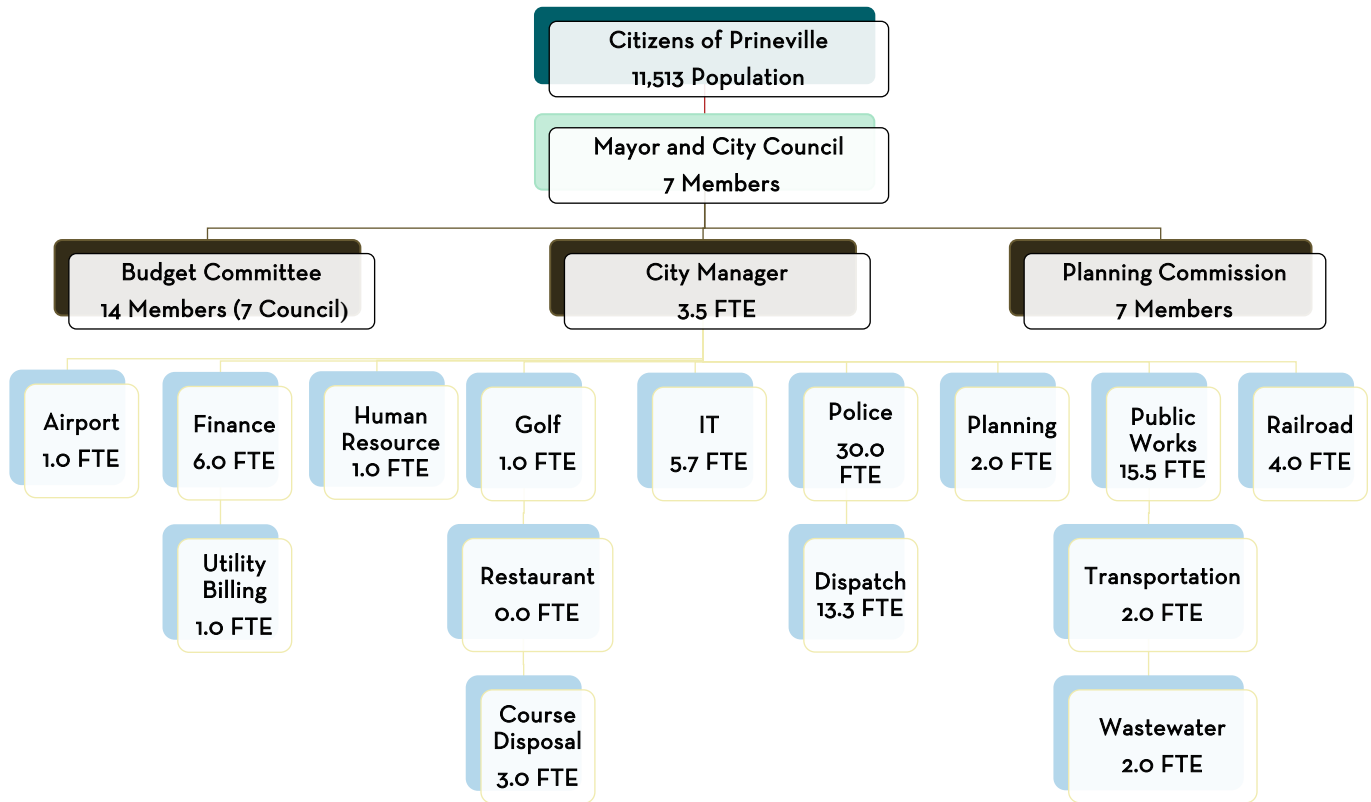 Citizens of Prineville
11,513 Population
Mayor and City Council
7 Members
Budget Committee
14 Members (7 Council)
City Manager
3.5 FTE
Planning Commission
7 Members
Airport
1.0 FTE
Finance
6.0 FTE
Human
Resource
1.0 FTE
Golf
1.0 FTE
IT
5.7 FTE
Police
30.0
FTE
Planning
2.0 FTE
Public
Works
15.5 FTE
Railroad
4.0 FTE
Utility
Billing
1.0 FTE
Restaurant
0.0 FTE
Dispatch
13.3 FTE
Transportation
2.0 FTE
Course
Disposal
3.0 FTE
Wastewater
2.0 FTE